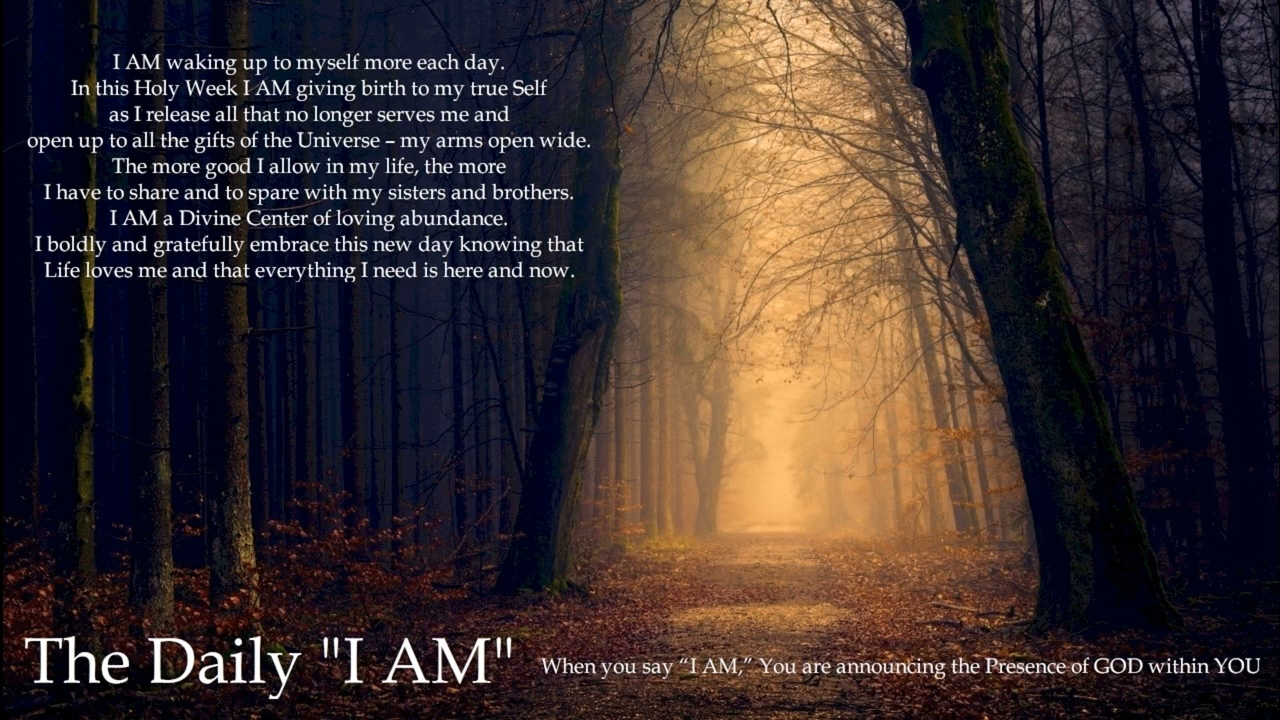 I AM waking up to myself more each day.
In this Holy Week I AM giving birth to my true Self
as I release all that no longer serves me and
open up to all the gifts of the Universe – my arms open wide.
The more good I allow in my life, the more
I have to share and to spare with my sisters and brothers.
I AM a Divine Center of loving abundance.
I boldly and gratefully embrace this new day knowing that
Life loves me and that everything I need is here and now.
The Daily "I AM"
When you say “I AM,” You are announcing the Presence of GOD within YOU